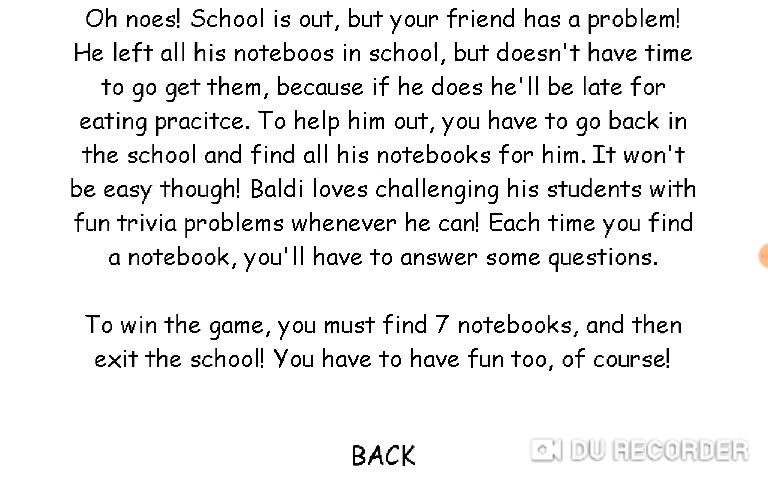 Oh noes! School is out, but your friend has a problem!
He left all his noteboos in school, but doesn't have time
to go get them, because if he does he'll be late for
eating pracitce. To help him out, you have to go back in
the school and find all his notebooks for him. It won't
be easy though! Baldi loves challenging his students with
fun trivia problems whenever he can! Each time you find
a notebook, you'll have to answer some questions.
To win the game, you must find 7 notebooks, and then
exit the school! You have to have fun too, of course!
BACK
DU RECORDER